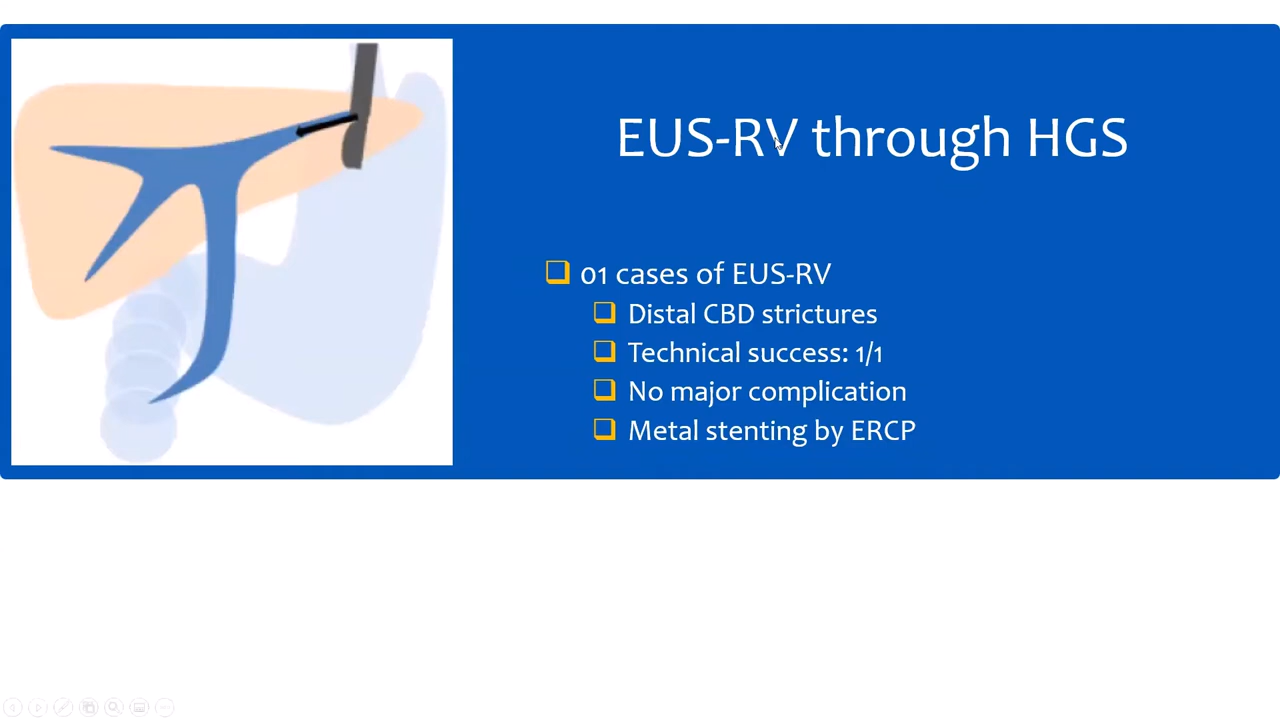 EUS-RV through HGS
01 cases of EUS-RV
Distal CBD strictures
Technical success: 1/1
No major complication
Metal stenting by ERCP